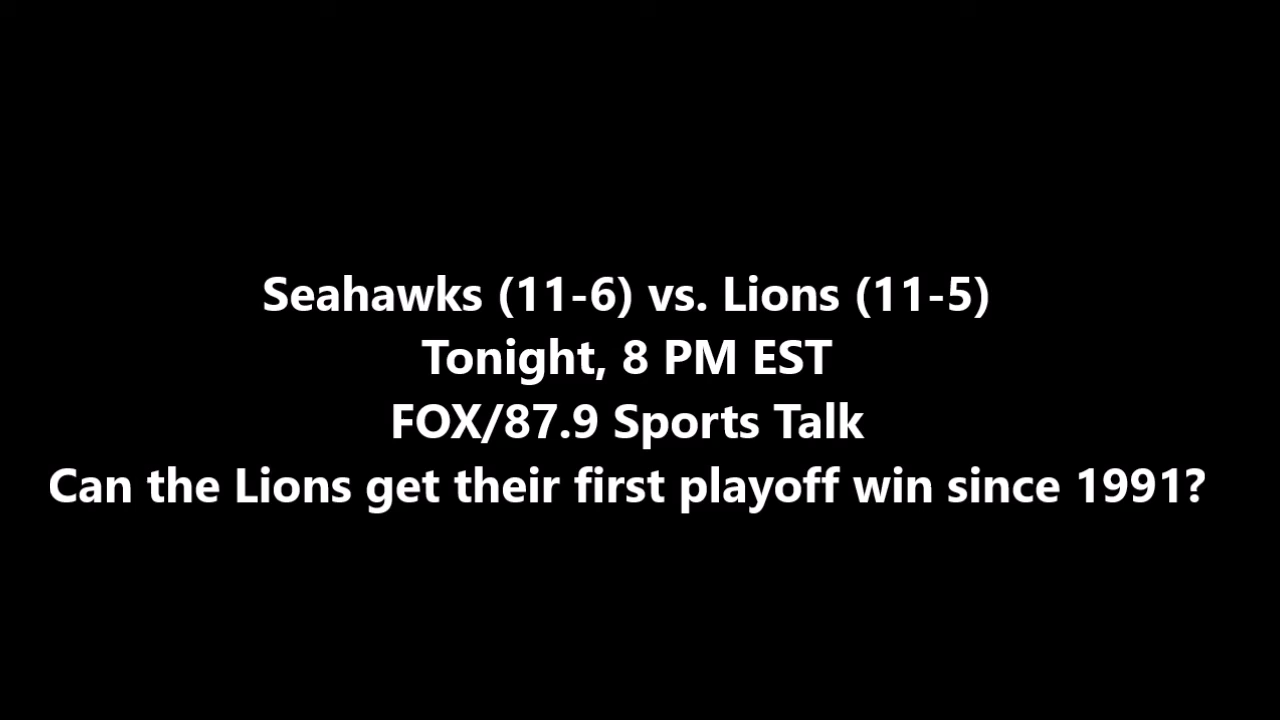 Seahawks (11-6) vs. Lions (11-5)
Tonight, 8 PM EST
FOX/87.9 Sports Talk
Can the Lions get their first playoff win since 1991?